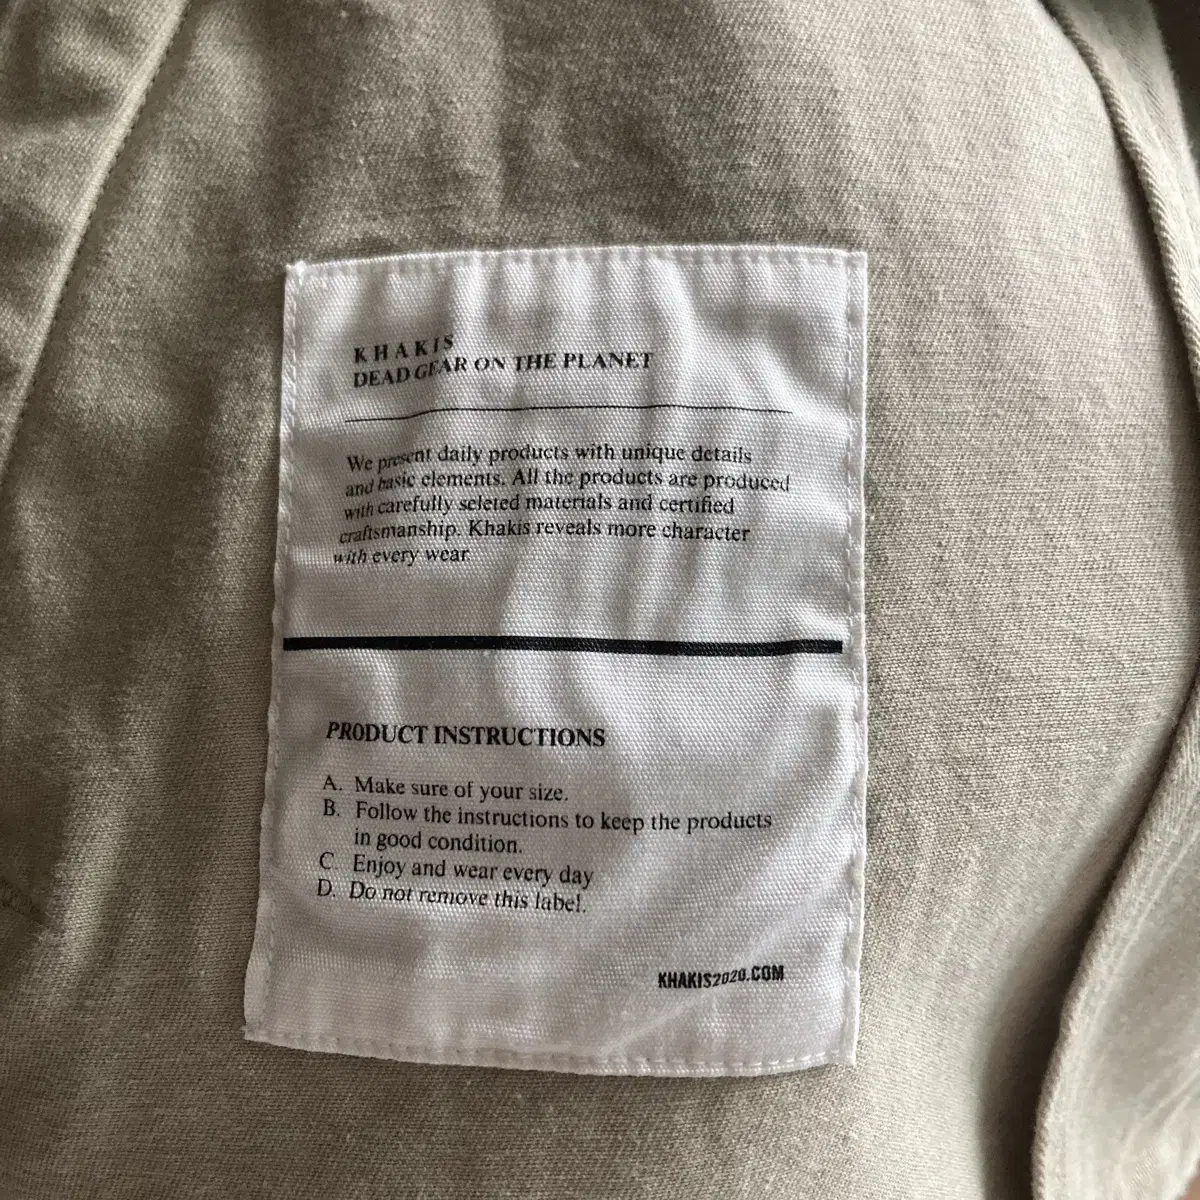 KHAKIS
DEAD GEAR ON THE PLANET
We present daily products with unique details
and basic elements. All the products are produced
with carefully seleted materials and certified
craftsmanship. Khakis reveals more character
with every wear.
PRODUCT INSTRUCTIONS
A. Make sure of your size.
B. Follow the instructions to keep the products
in good condition.
C. Enjoy and wear every day
D. Do not remove this label.
KHAKIS2020.COM